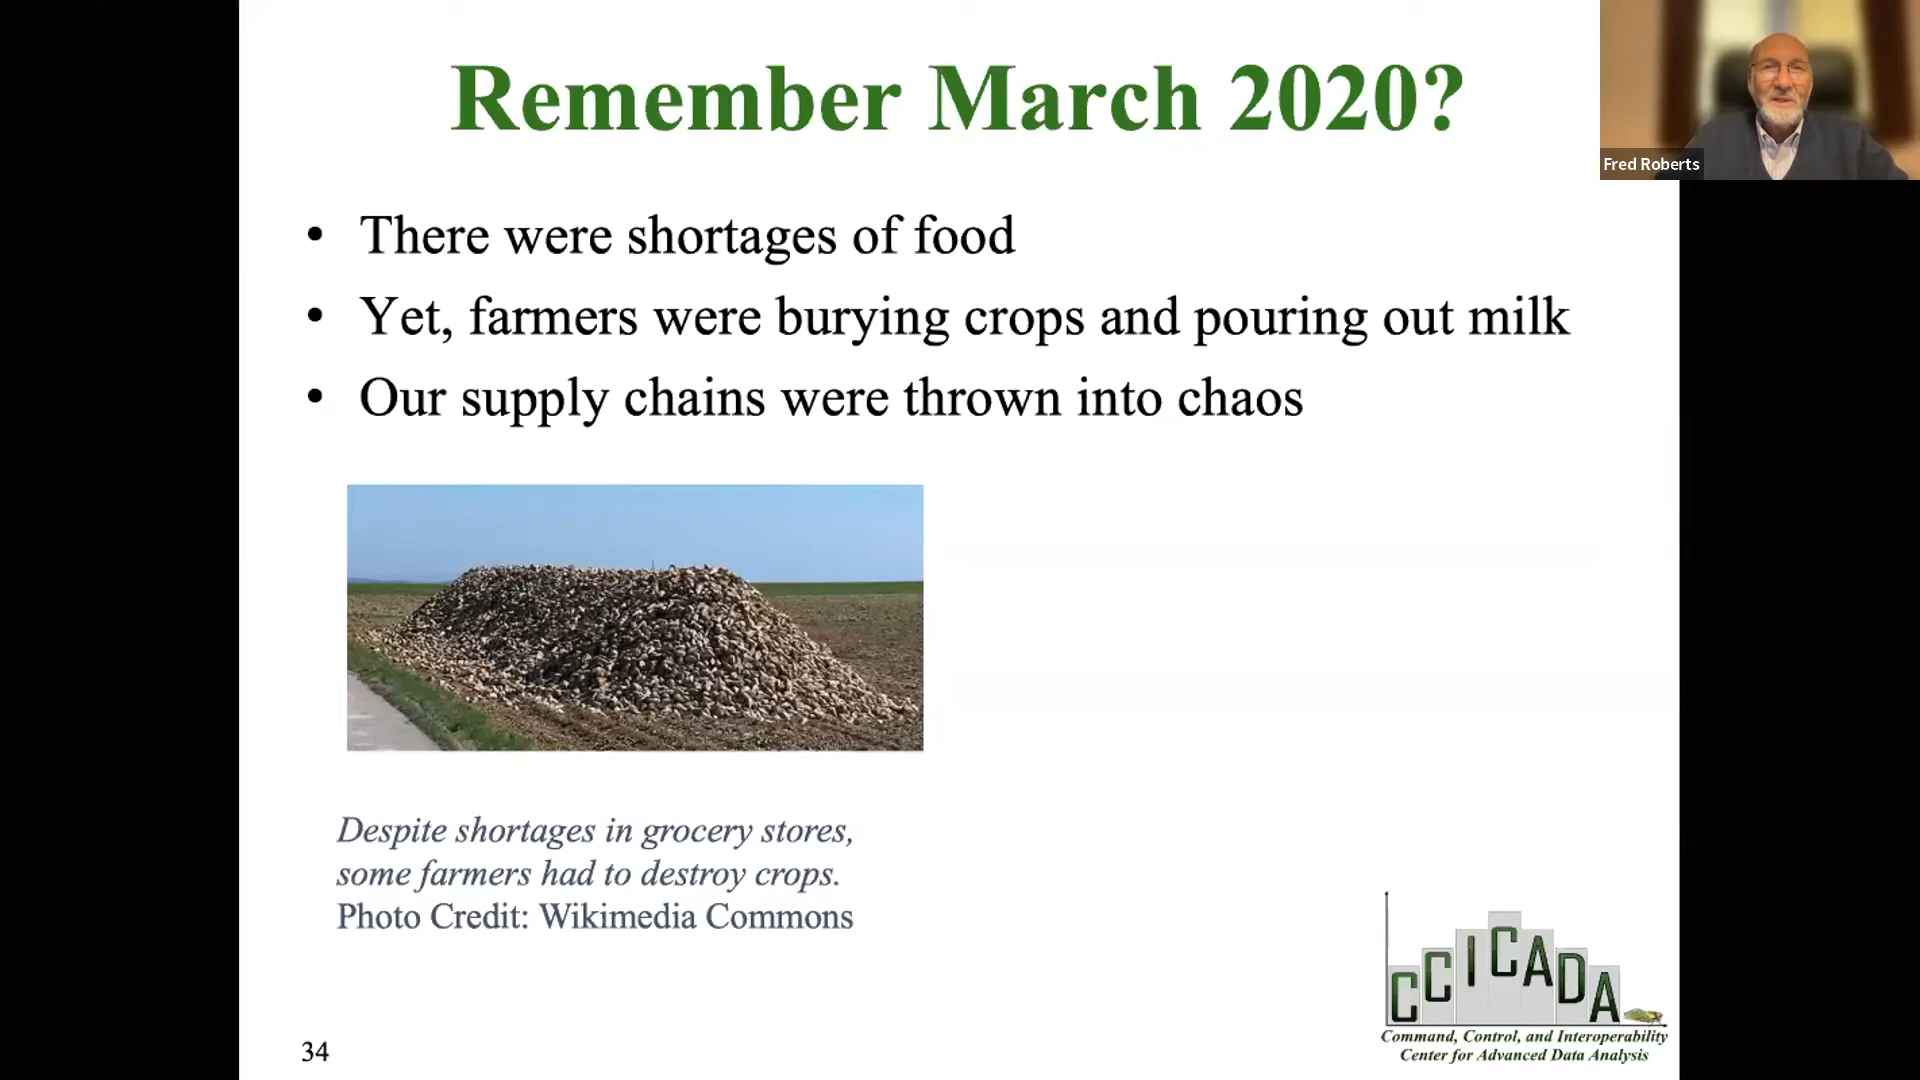 Remember March 2020?
Fred Roberts
• There were shortages of food
• Yet, farmers were burying crops and pouring out milk
• Our supply chains were thrown into chaos
Despite shortages in grocery stores,
some farmers had to destroy crops.
Photo Credit: Wikimedia Commons
CCICADA
Command, Control, and Interoperability
Center for Advanced Data Analysis
34